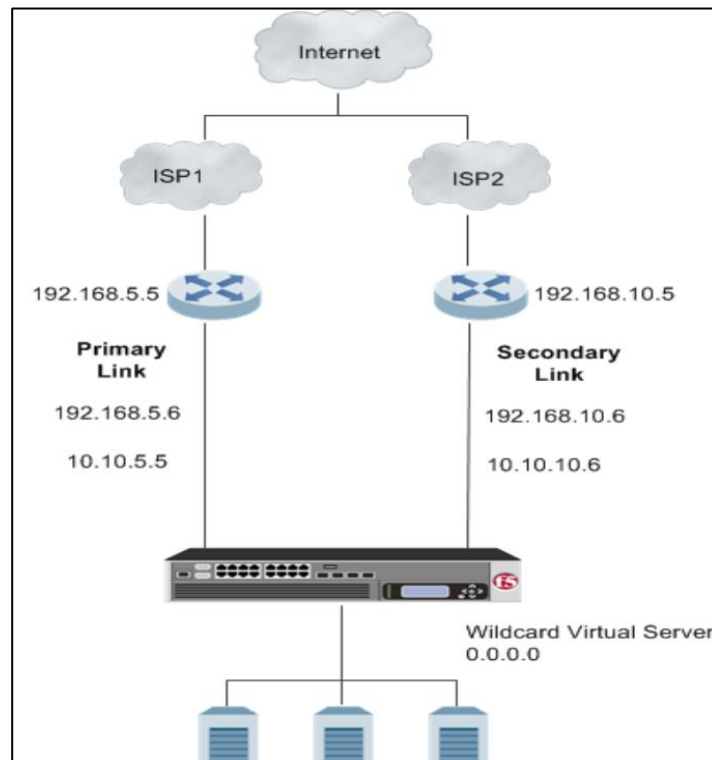 Internet
ISP1
ISP2
192.168.5.5
192.168.10.5
Primary
Link
Secondary
Link
192.168.5.6
192.168.10.6
10.10.5.5
10.10.10.6
f5
Wildcard Virtual Server
0.0.0.0